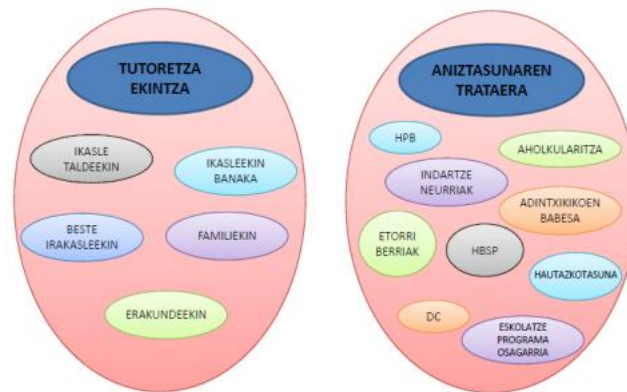 TUTORETZA
EKINTZA
IKASLE
TALDEEKIN
IKASLEEKIN
BANAKA
BESTE
IRAKASLEEKIN
FAMILIEKIN
ERAKUNDEEKIN
ANIZTASUNAREN
TRATAERA
HPB
AHOLKULARITZA
INDARTZE
NEURRIAK
ADINTXIKIKOEN
BABESA
ETORRI
BERRIAK
HBSP
HAUTAZKOTASUNA
DC
ESKOLATZE
PROGRAMA
OSAGARRIA